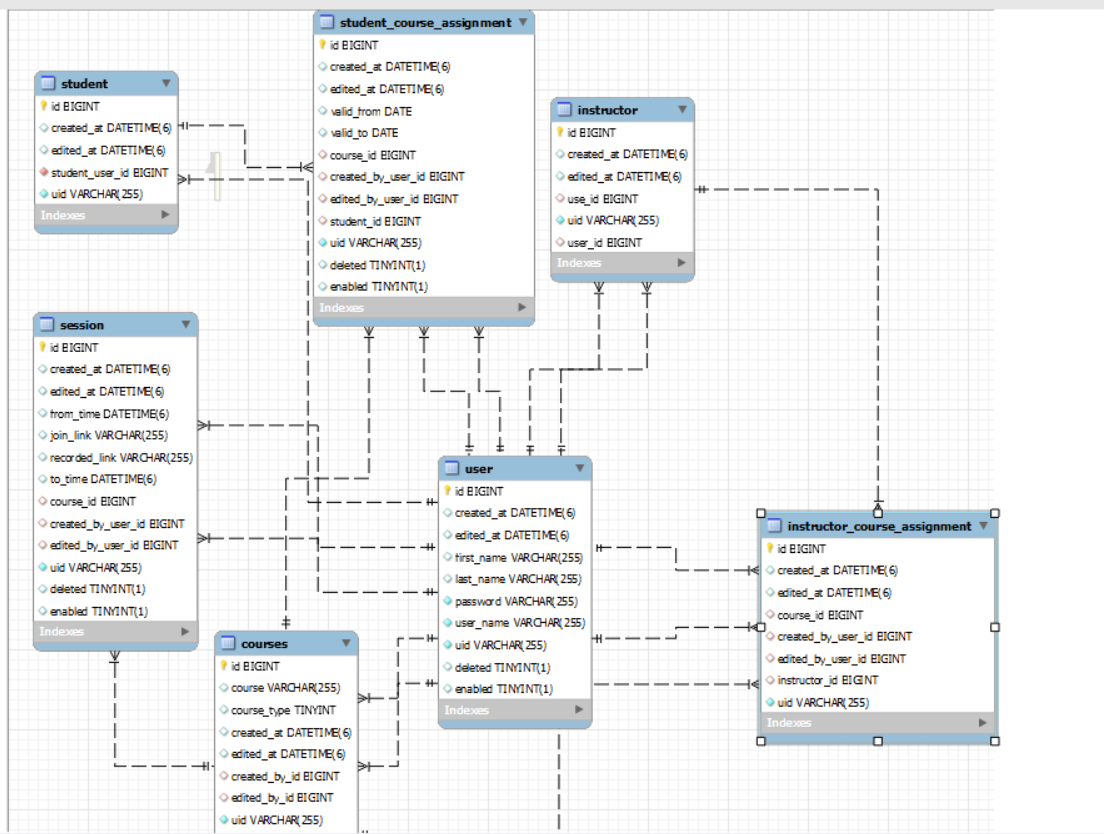 student_course_assignment
id BIGINT
created_at DATETIME(6)
edited_at DATETIME(6)
valid_from DATE
valid_to DATE
course_id BIGINT
created_by_user_id BIGINT
edited_by_user_id BIGINT
student_id BIGINT
uid VARCHAR(255)
deleted TINYINT(1)
enabled TINYINT(1)
Indexes
student
id BIGINT
created_at DATETIME(6)
edited_at DATETIME(6)
student_user_id BIGINT
uid VARCHAR(255)
Indexes
instructor
id BIGINT
created_at DATETIME(6)
edited_at DATETIME(6)
use_id BIGINT
uid VARCHAR(255)
user_id BIGINT
Indexes
session
id BIGINT
created_at DATETIME(6)
edited_at DATETIME(6)
from_time DATETIME(6)
join_link VARCHAR(255)
recorded_link VARCHAR(255)
to_time DATETIME(6)
course_id BIGINT
created_by_user_id BIGINT
edited_by_user_id BIGINT
uid VARCHAR(255)
deleted TINYINT(1)
enabled TINYINT(1)
Indexes
user
id BIGINT
created_at DATETIME(6)
edited_at DATETIME(6)
first_name VARCHAR(255)
last_name VARCHAR(255)
password VARCHAR(255)
user_name VARCHAR(255)
uid VARCHAR(255)
deleted TINYINT(1)
enabled TINYINT(1)
Indexes
instructor_course_assignment
id BIGINT
created_at DATETIME(6)
edited_at DATETIME(6)
course_id BIGINT
created_by_user_id BIGINT
edited_by_user_id BIGINT
instructor_id BIGINT
uid VARCHAR(255)
Indexes
courses
id BIGINT
course VARCHAR(255)
course_type TINYINT
created_at DATETIME(6)
edited_at DATETIME(6)
created_by_id BIGINT
edited_by_id BIGINT
uid VARCHAR(255)